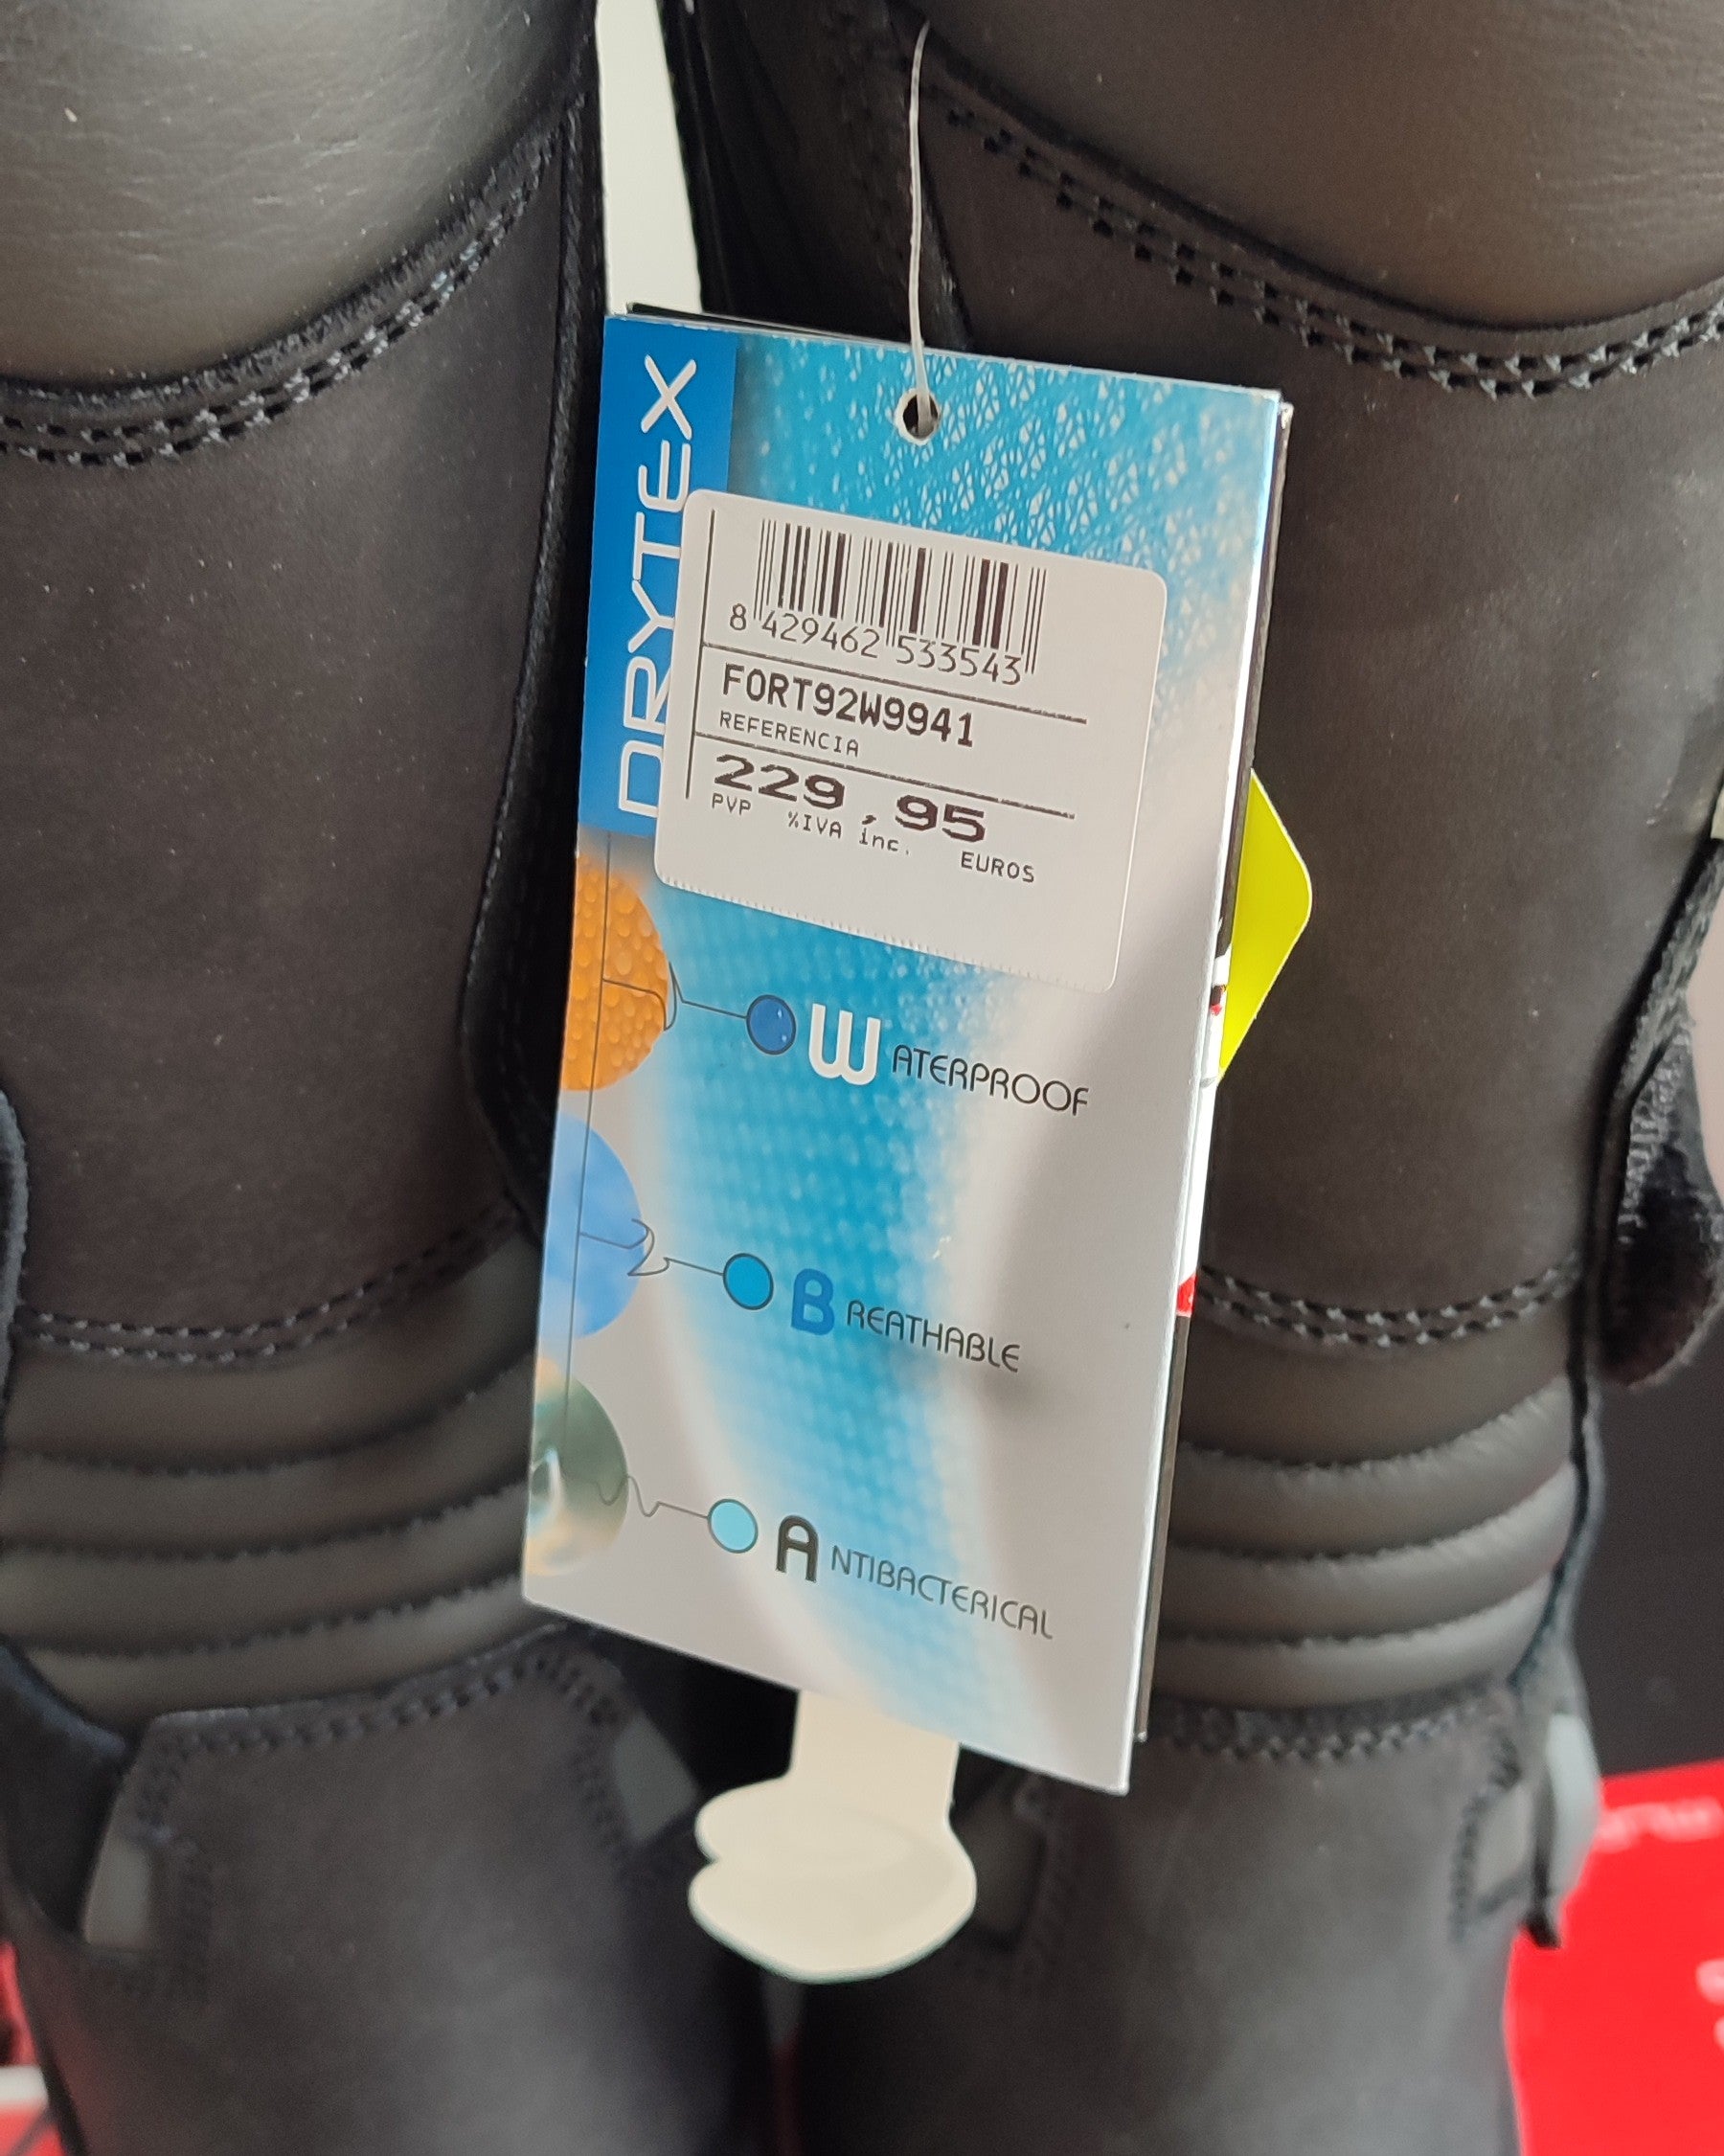 DRYTEX
8 429462 533543
FORT92W9941
REFERENCIA
229,95
PVP %IVA inc. EUROS
WATERPROOF
BREATHABLE
ANTIBACTERICAL